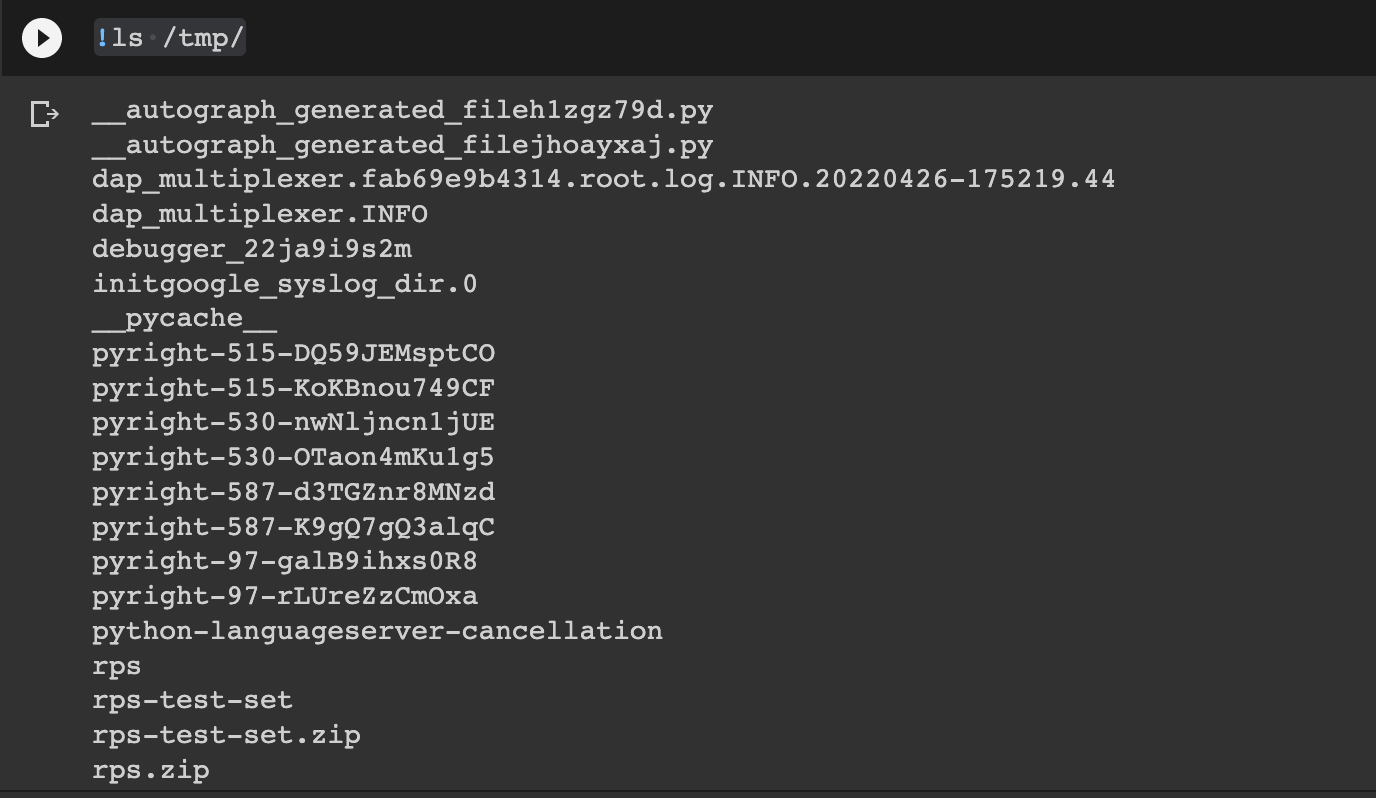 !ls /tmp/
__autograph_generated_fileh1zgz79d.py
__autograph_generated_filejhoayxaj.py
dap_multiplexer.fab69e9b4314.root.log.INFO.20220426-175219.44
dap_multiplexer.INFO
debugger_22ja9i9s2m
initgoogle_syslog_dir.0
__pycache__
pyright-515-DQ59JEMsptCO
pyright-515-KoKBnou749CF
pyright-530-nwNljncn1jUE
pyright-530-OTaon4mKu1g5
pyright-587-d3TGZnr8MNzd
pyright-587-K9gQ7gQ3alqC
pyright-97-galB9ihxs0R8
pyright-97-rLUreZzCmOxa
python-languageserver-cancellation
rps
rps-test-set
rps-test-set.zip
rps.zip